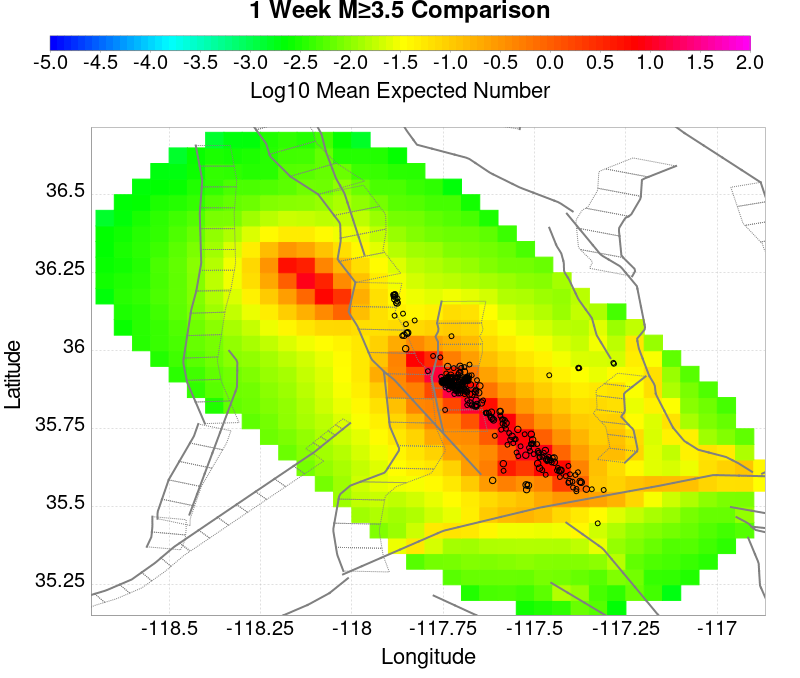 1 Week M≥3.5 Comparison
-5.0 -4.5 -4.0 -3.5 -3.0 -2.5 -2.0 -1.5 -1.0 -0.5 0.0 0.5 1.0 1.5 2.0
Log10 Mean Expected Number
36.5
36.25
36
35.75
35.5
35.25
Latitude
-118.5 -118.25 -118 -117.75 -117.5 -117.25 -117
Longitude